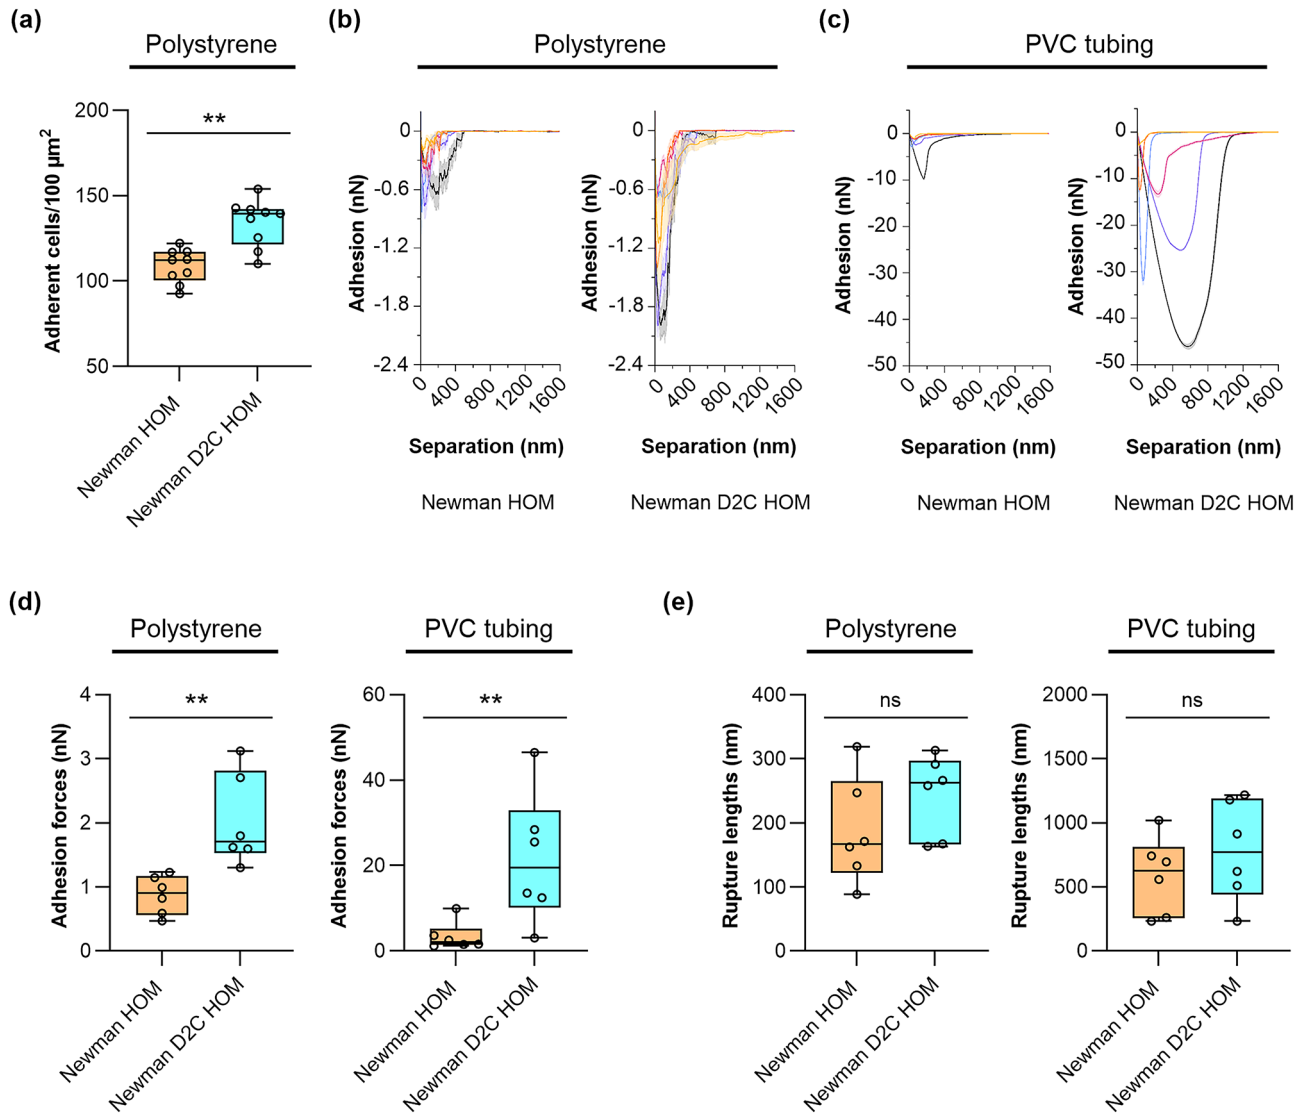 (a)
Polystyrene
Adherent cells/100 µm²
200
150
100
50
**
Newman HOM
Newman D2C HOM
(b)
Polystyrene
Adhesion (nN)
0
-0.6
-1.2
-1.8
-2.4
0 400 800 1200 1600
Separation (nm)
Newman HOM
Adhesion (nN)
0
-0.6
-1.2
-1.8
-2.4
0 400 800 1200 1600
Separation (nm)
Newman D2C HOM
(c)
PVC tubing
Adhesion (nN)
0
-10
-20
-30
-40
-50
0 400 800 1200 1600
Separation (nm)
Newman HOM
Adhesion (nN)
0
-10
-20
-30
-40
-50
0 400 800 1200 1600
Separation (nm)
Newman D2C HOM
(d)
Polystyrene
Adhesion forces (nN)
4
3
2
1
0
**
Newman HOM
Newman D2C HOM
PVC tubing
Adhesion forces (nN)
60
40
20
0
**
Newman HOM
Newman D2C HOM
(e)
Polystyrene
Rupture lengths (nm)
400
300
200
100
0
ns
Newman HOM
Newman D2C HOM
PVC tubing
Rupture lengths (nm)
2000
1500
1000
500
0
ns
Newman HOM
Newman D2C HOM